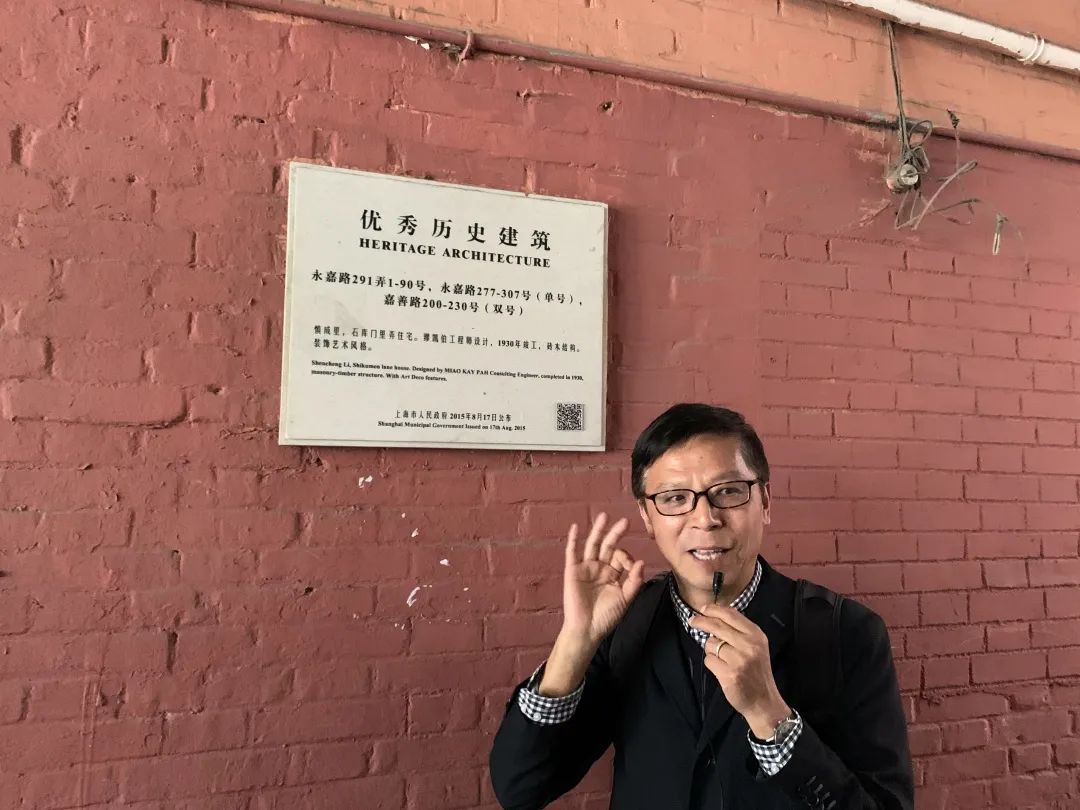 优秀历史建筑
HERITAGE ARCHITECTURE
永嘉路291弄1-90号，永嘉路277-307号（单号），
嘉善路200-230号（双号）
慎成里，石库门里弄住宅。缪凯伯工程师设计，1930年竣工，砖木结构。
装饰艺术风格。
Shencheng Li, Shikumen lane house. Designed by MIAO KAY PAH Consulting Engineer, completed in 1930,
masonry-timber structure. With Art Deco features.
上海市人民政府 2015年8月17日公布
Shanghai Municipal Government Issued on 17th Aug. 2015